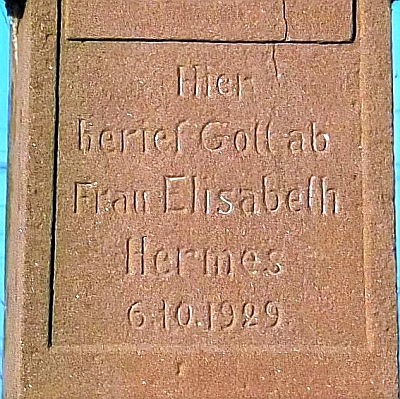 Hier
berief Gott ab
Frau Elisabeth
Hermes
6.10.1929